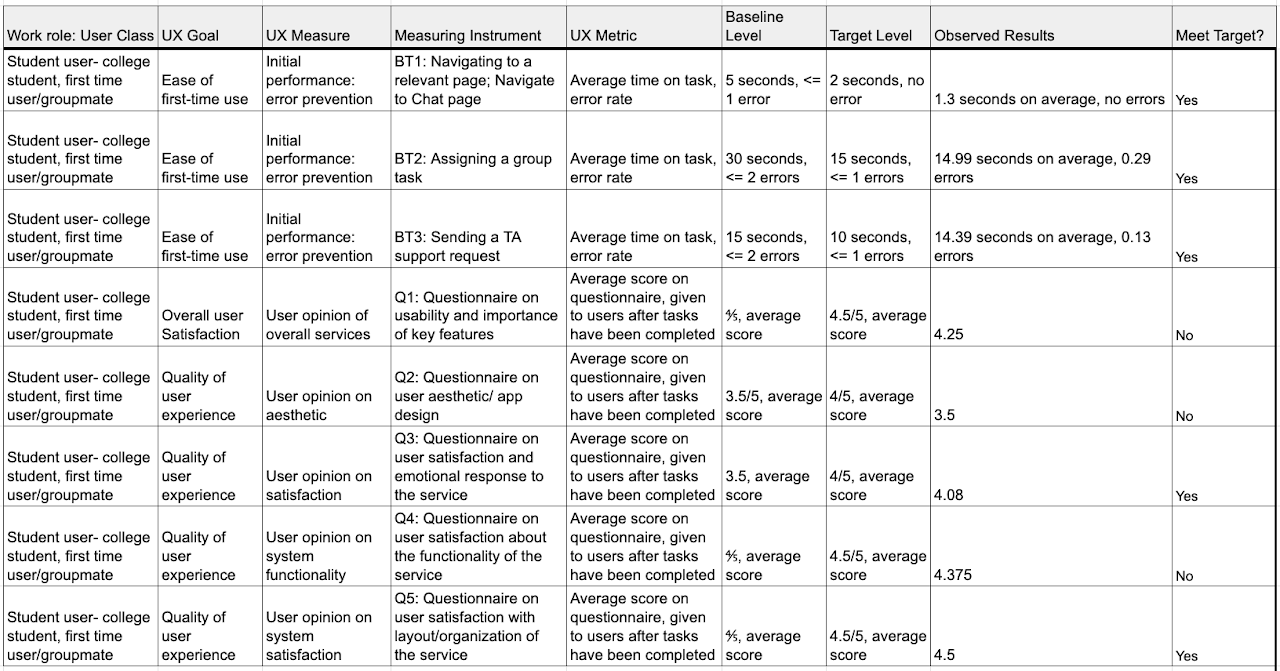 Work role: User Class
UX Goal
UX Measure
Measuring Instrument
UX Metric
Baseline
Level
Target Level
Observed Results
Meet Target?
Student user- college
student, first time
user/groupmate
Ease of
first-time use
Initial
performance:
error prevention
BT1: Navigating to a
relevant page; Navigate
to Chat page
Average time on task,
error rate
5 seconds, <=
1 error
2 seconds, no
error
1.3 seconds on average, no errors
Yes
Student user- college
student, first time
user/groupmate
Ease of
first-time use
Initial
performance:
error prevention
BT2: Assigning a group
task
Average time on task,
error rate
30 seconds,
<= 2 errors
15 seconds,
<= 1 errors
14.99 seconds on average, 0.29
errors
Yes
Student user- college
student, first time
user/groupmate
Ease of
first-time use
Initial
performance:
error prevention
BT3: Sending a TA
support request
Average time on task,
error rate
15 seconds,
<= 2 errors
10 seconds,
<= 1 errors
14.39 seconds on average, 0.13
errors
Yes
Student user- college
student, first time
user/groupmate
Overall user
Satisfaction
User opinion of
overall services
Q1: Questionnaire on
usability and importance
of key features
Average score on
questionnaire, given
to users after tasks
have been completed
⅘, average
score
4.5/5, average
score
4.25
No
Student user- college
student, first time
user/groupmate
Quality of
user
experience
User opinion on
aesthetic
Q2: Questionnaire on
user aesthetic/ app
design
Average score on
questionnaire, given
to users after tasks
have been completed
3.5/5, average
score
4/5, average
score
3.5
No
Student user- college
student, first time
user/groupmate
Quality of
user
experience
User opinion on
satisfaction
Q3: Questionnaire on
user satisfaction and
emotional response to
the service
Average score on
questionnaire, given
to users after tasks
have been completed
3.5, average
score
4/5, average
score
4.08
Yes
Student user- college
student, first time
user/groupmate
Quality of
user
experience
User opinion on
system
functionality
Q4: Questionnaire on
user satisfaction about
the functionality of the
service
Average score on
questionnaire, given
to users after tasks
have been completed
⅘, average
score
4.5/5, average
score
4.375
No
Student user- college
student, first time
user/groupmate
Quality of
user
experience
User opinion on
system
satisfaction
Q5: Questionnaire on
user satisfaction with
layout/organization of
the service
Average score on
questionnaire, given
to users after tasks
have been completed
⅘, average
score
4.5/5, average
score
4.5
Yes